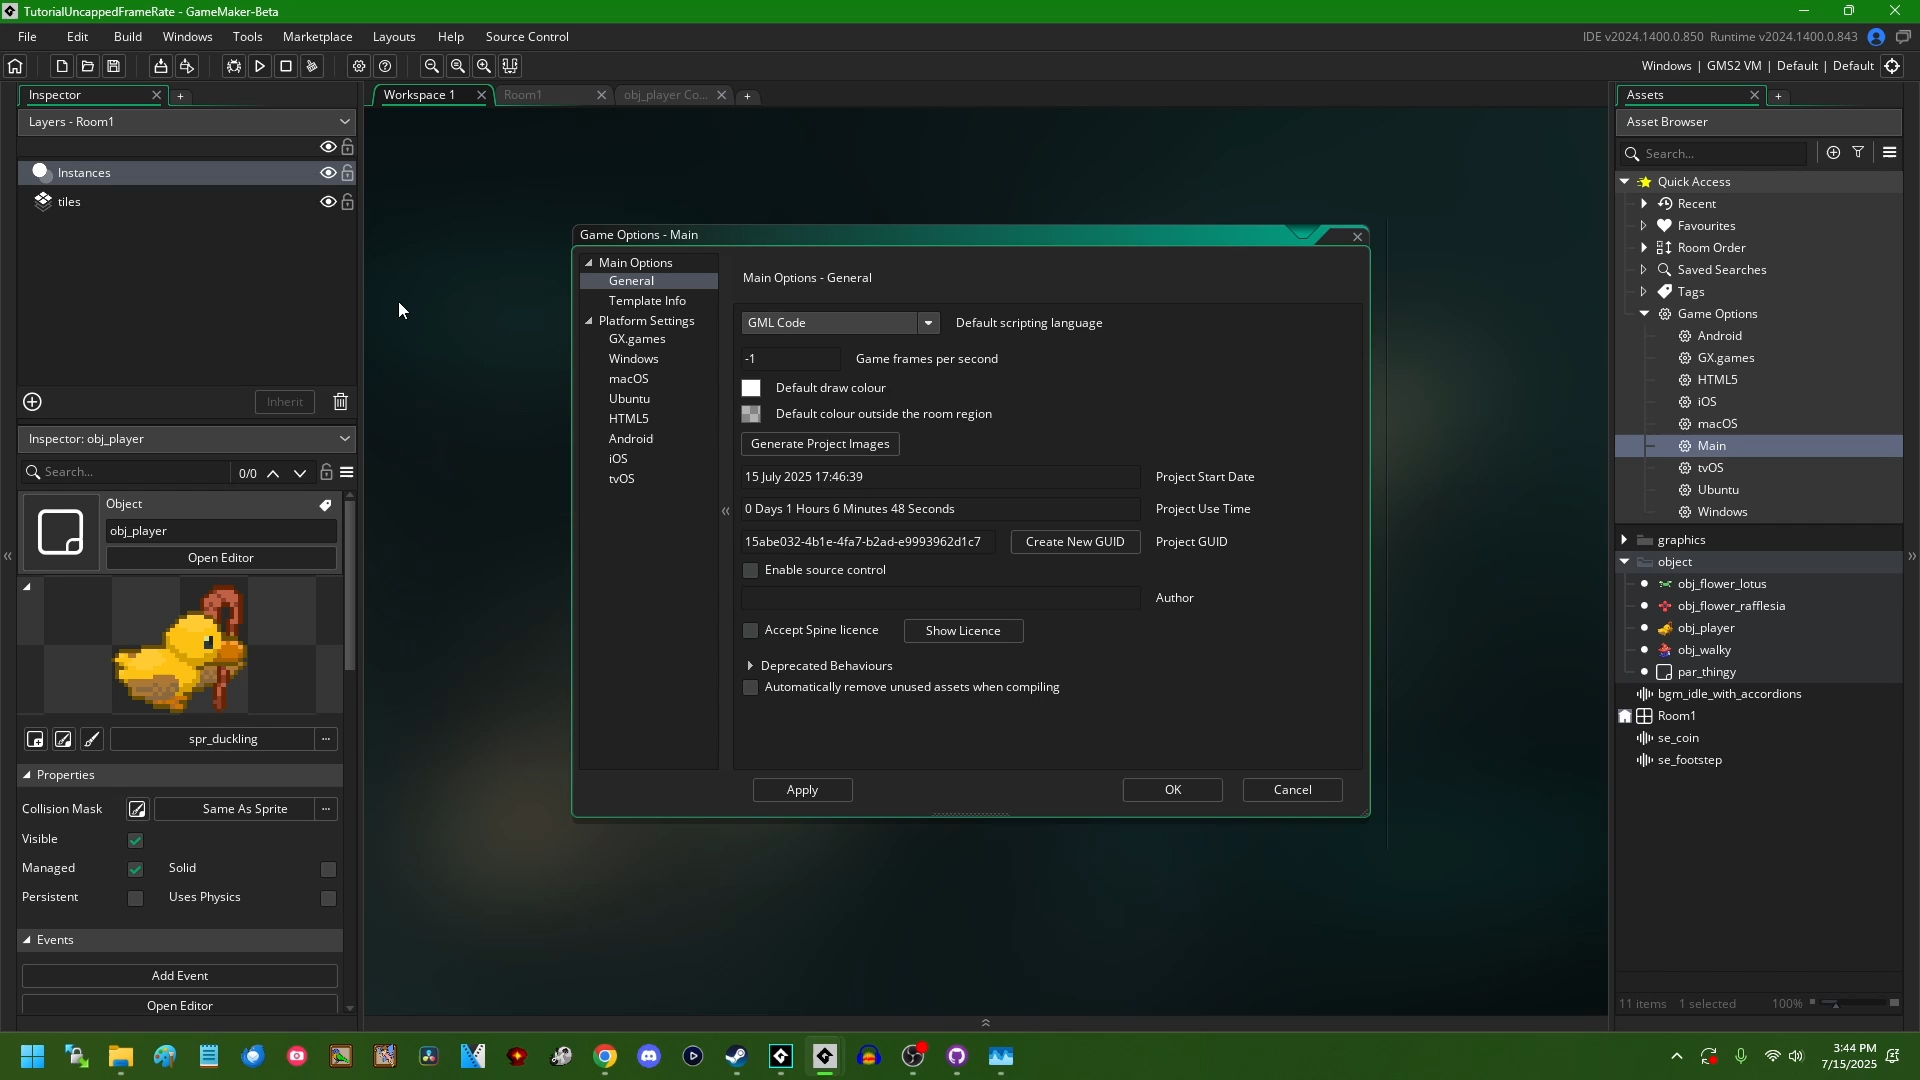 TutorialUncappedFrameRate - GameMaker-Beta
File Edit Build Windows Tools Marketplace Layouts Help Source Control
IDE v2024.1400.0.850 Runtime v2024.1400.0.843
Windows | GMS2 VM | Default | Default
Inspector
Layers - Room1
Instances
tiles
Inherit
Inspector: obj_player
Search...
0/0
Object
obj_player
Open Editor
spr_duckling
Properties
Collision Mask
Same As Sprite
Visible
Managed
Solid
Persistent
Uses Physics
Events
Add Event
Open Editor
Workspace 1
Room1
obj_player Co...
Game Options - Main
Main Options
General
Template Info
Platform Settings
GX.games
Windows
macOS
Ubuntu
HTML5
Android
iOS
tvOS
Main Options - General
GML Code
Default scripting language
-1
Game frames per second
Default draw colour
Default colour outside the room region
Generate Project Images
15 July 2025 17:46:39
Project Start Date
0 Days 1 Hours 6 Minutes 48 Seconds
Project Use Time
15abe032-4b1e-4fa7-b2ad-e9993962d1c7
Create New GUID
Project GUID
Enable source control
Author
Accept Spine licence
Show Licence
Deprecated Behaviours
Automatically remove unused assets when compiling
Apply
OK
Cancel
Assets
Asset Browser
Search...
Quick Access
Recent
Favourites
Room Order
Saved Searches
Tags
Game Options
Android
GX.games
HTML5
iOS
macOS
Main
tvOS
Ubuntu
Windows
graphics
object
obj_flower_lotus
obj_flower_rafflesia
obj_player
obj_walky
par_thingy
bgm_idle_with_accordions
Room1
se_coin
se_footstep
11 items 1 selected 100%
3:44 PM
7/15/2025